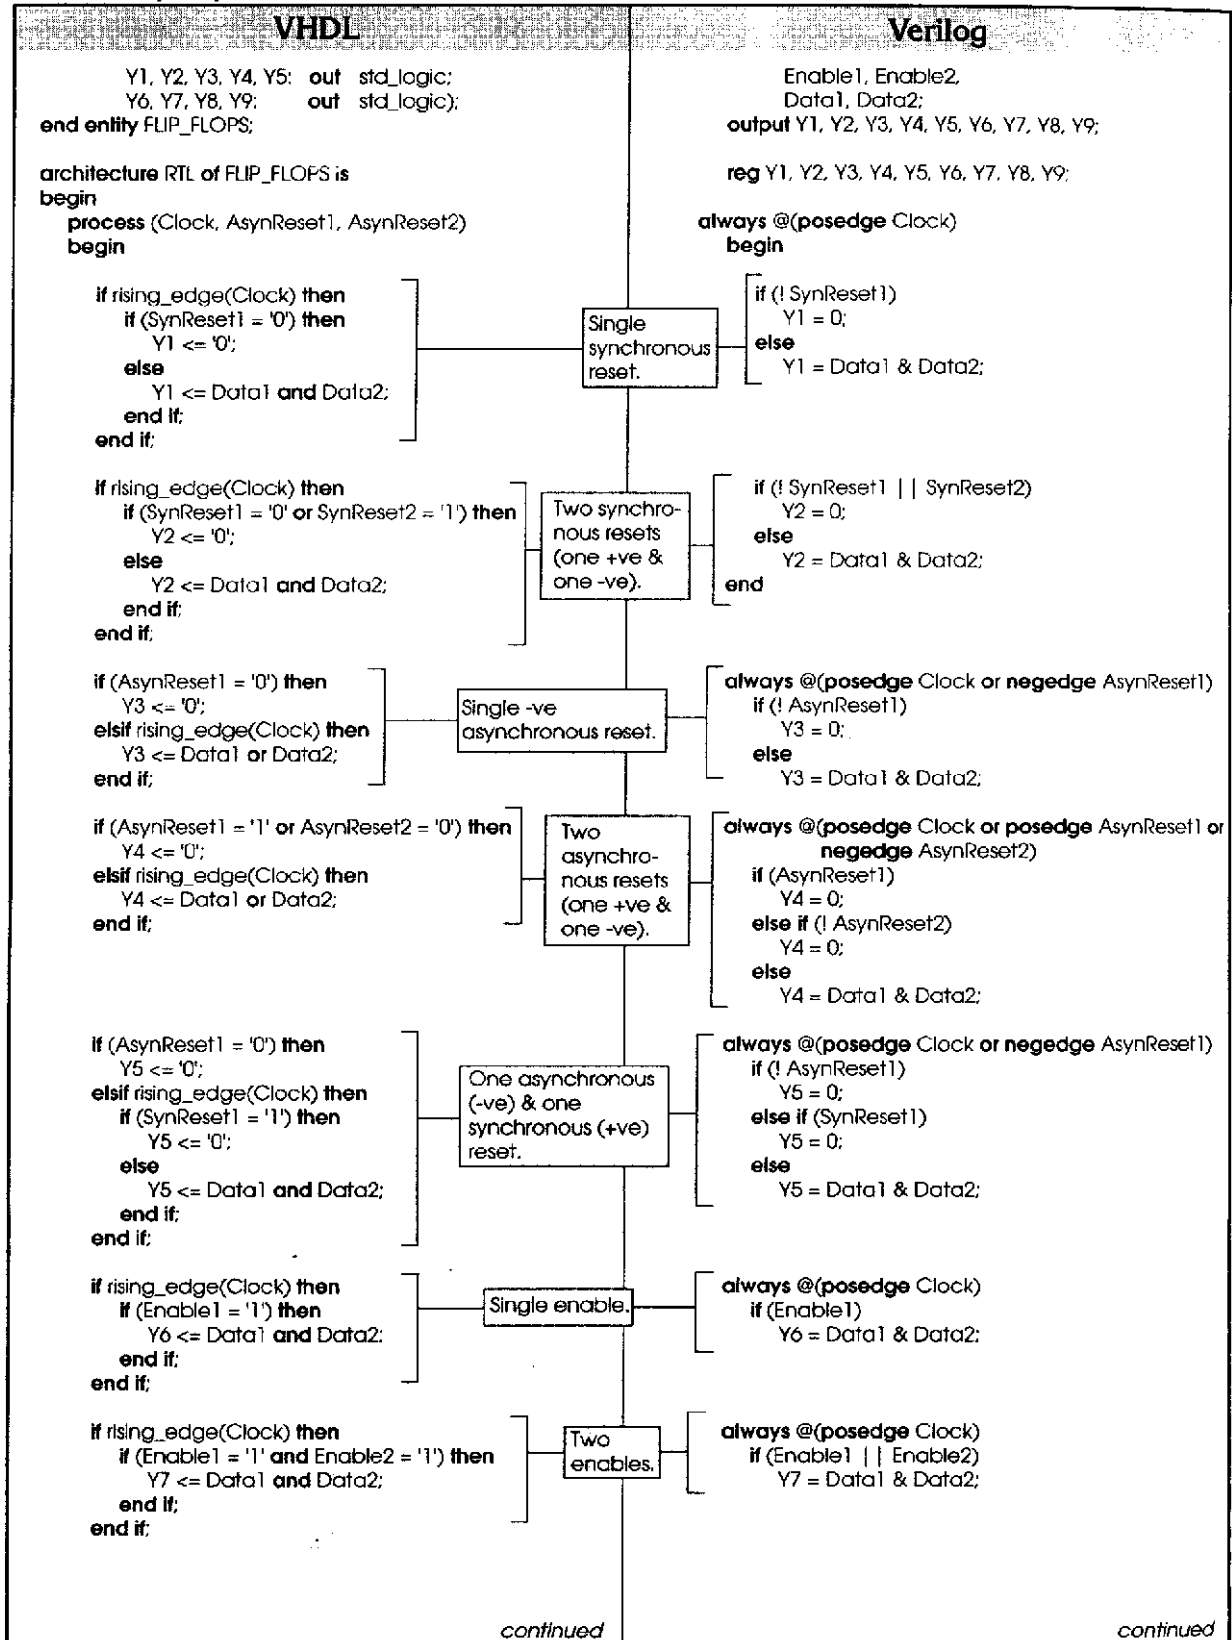 VHDL
Y1, Y2, Y3, Y4, Y5: out std_logic;
Y6, Y7, Y8, Y9: out std_logic);
end entity FLIP_FLOPS;
architecture RTL of FLIP_FLOPS is
begin
process (Clock, AsynReset1, AsynReset2)
begin
if rising_edge(Clock) then
if (SynReset1 = '0') then
Y1 <= '0';
else
Y1 <= Data1 and Data2;
end if;
end if;
if rising_edge(Clock) then
if (SynReset1 = '0' or SynReset2 = '1') then
Y2 <= '0';
else
Y2 <= Data1 and Data2;
end if;
end if;
if (AsynReset1 = '0') then
Y3 <= '0';
elsif rising_edge(Clock) then
Y3 <= Data1 or Data2;
end if;
if (AsynReset1 = '1' or AsynReset2 = '0') then
Y4 <= '0';
elsif rising_edge(Clock) then
Y4 <= Data1 or Data2;
end if;
if (AsynReset1 = '0') then
Y5 <= '0';
elsif rising_edge(Clock) then
if (SynReset1 = '1') then
Y5 <= '0';
else
Y5 <= Data1 and Data2;
end if;
end if;
if rising_edge(Clock) then
if (Enable1 = '1') then
Y6 <= Data1 and Data2;
end if;
end if;
if rising_edge(Clock) then
if (Enable1 = '1' and Enable2 = '1') then
Y7 <= Data1 and Data2;
end if;
end if;
continued
Single
synchronous
reset.
Two synchro-
nous resets
(one +ve &
one -ve).
Single -ve
asynchronous reset.
Two
asynchro-
nous resets
(one +ve &
one -ve).
One asynchronous
(-ve) & one
synchronous (+ve)
reset.
Single enable.
Two
enables.
Verilog
Enable1, Enable2,
Data1, Data2;
output Y1, Y2, Y3, Y4, Y5, Y6, Y7, Y8, Y9;
reg Y1, Y2, Y3, Y4, Y5, Y6, Y7, Y8, Y9;
always @(posedge Clock)
begin
if (! SynReset1)
Y1 = 0;
else
Y1 = Data1 & Data2;
if (! SynReset1 || SynReset2)
Y2 = 0;
else
Y2 = Data1 & Data2;
end
always @(posedge Clock or negedge AsynReset1)
if (! AsynReset1)
Y3 = 0;
else
Y3 = Data1 & Data2;
always @(posedge Clock or posedge AsynReset1 or
negedge AsynReset2)
if (AsynReset1)
Y4 = 0;
else if (! AsynReset2)
Y4 = 0;
else
Y4 = Data1 & Data2;
always @(posedge Clock or negedge AsynReset1)
if (! AsynReset1)
Y5 = 0;
else if (SynReset1)
Y5 = 0;
else
Y5 = Data1 & Data2;
always @(posedge Clock)
if (Enable1)
Y6 = Data1 & Data2;
always @(posedge Clock)
if (Enable1 || Enable2)
Y7 = Data1 & Data2;
continued